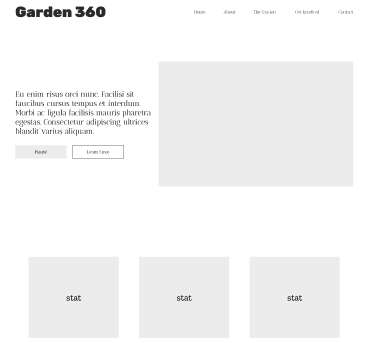 Garden 360
Home About The Garden Get Involved Contact
Eu enim risus orci nunc. Facilisi sit
faucibus cursus tempus et interdum.
Morbi ac ligula facilisis mauris pharetra
egestas. Consectetur adipiscing ultrices
blandit varius aliquam.
Learn More
stat stat stat